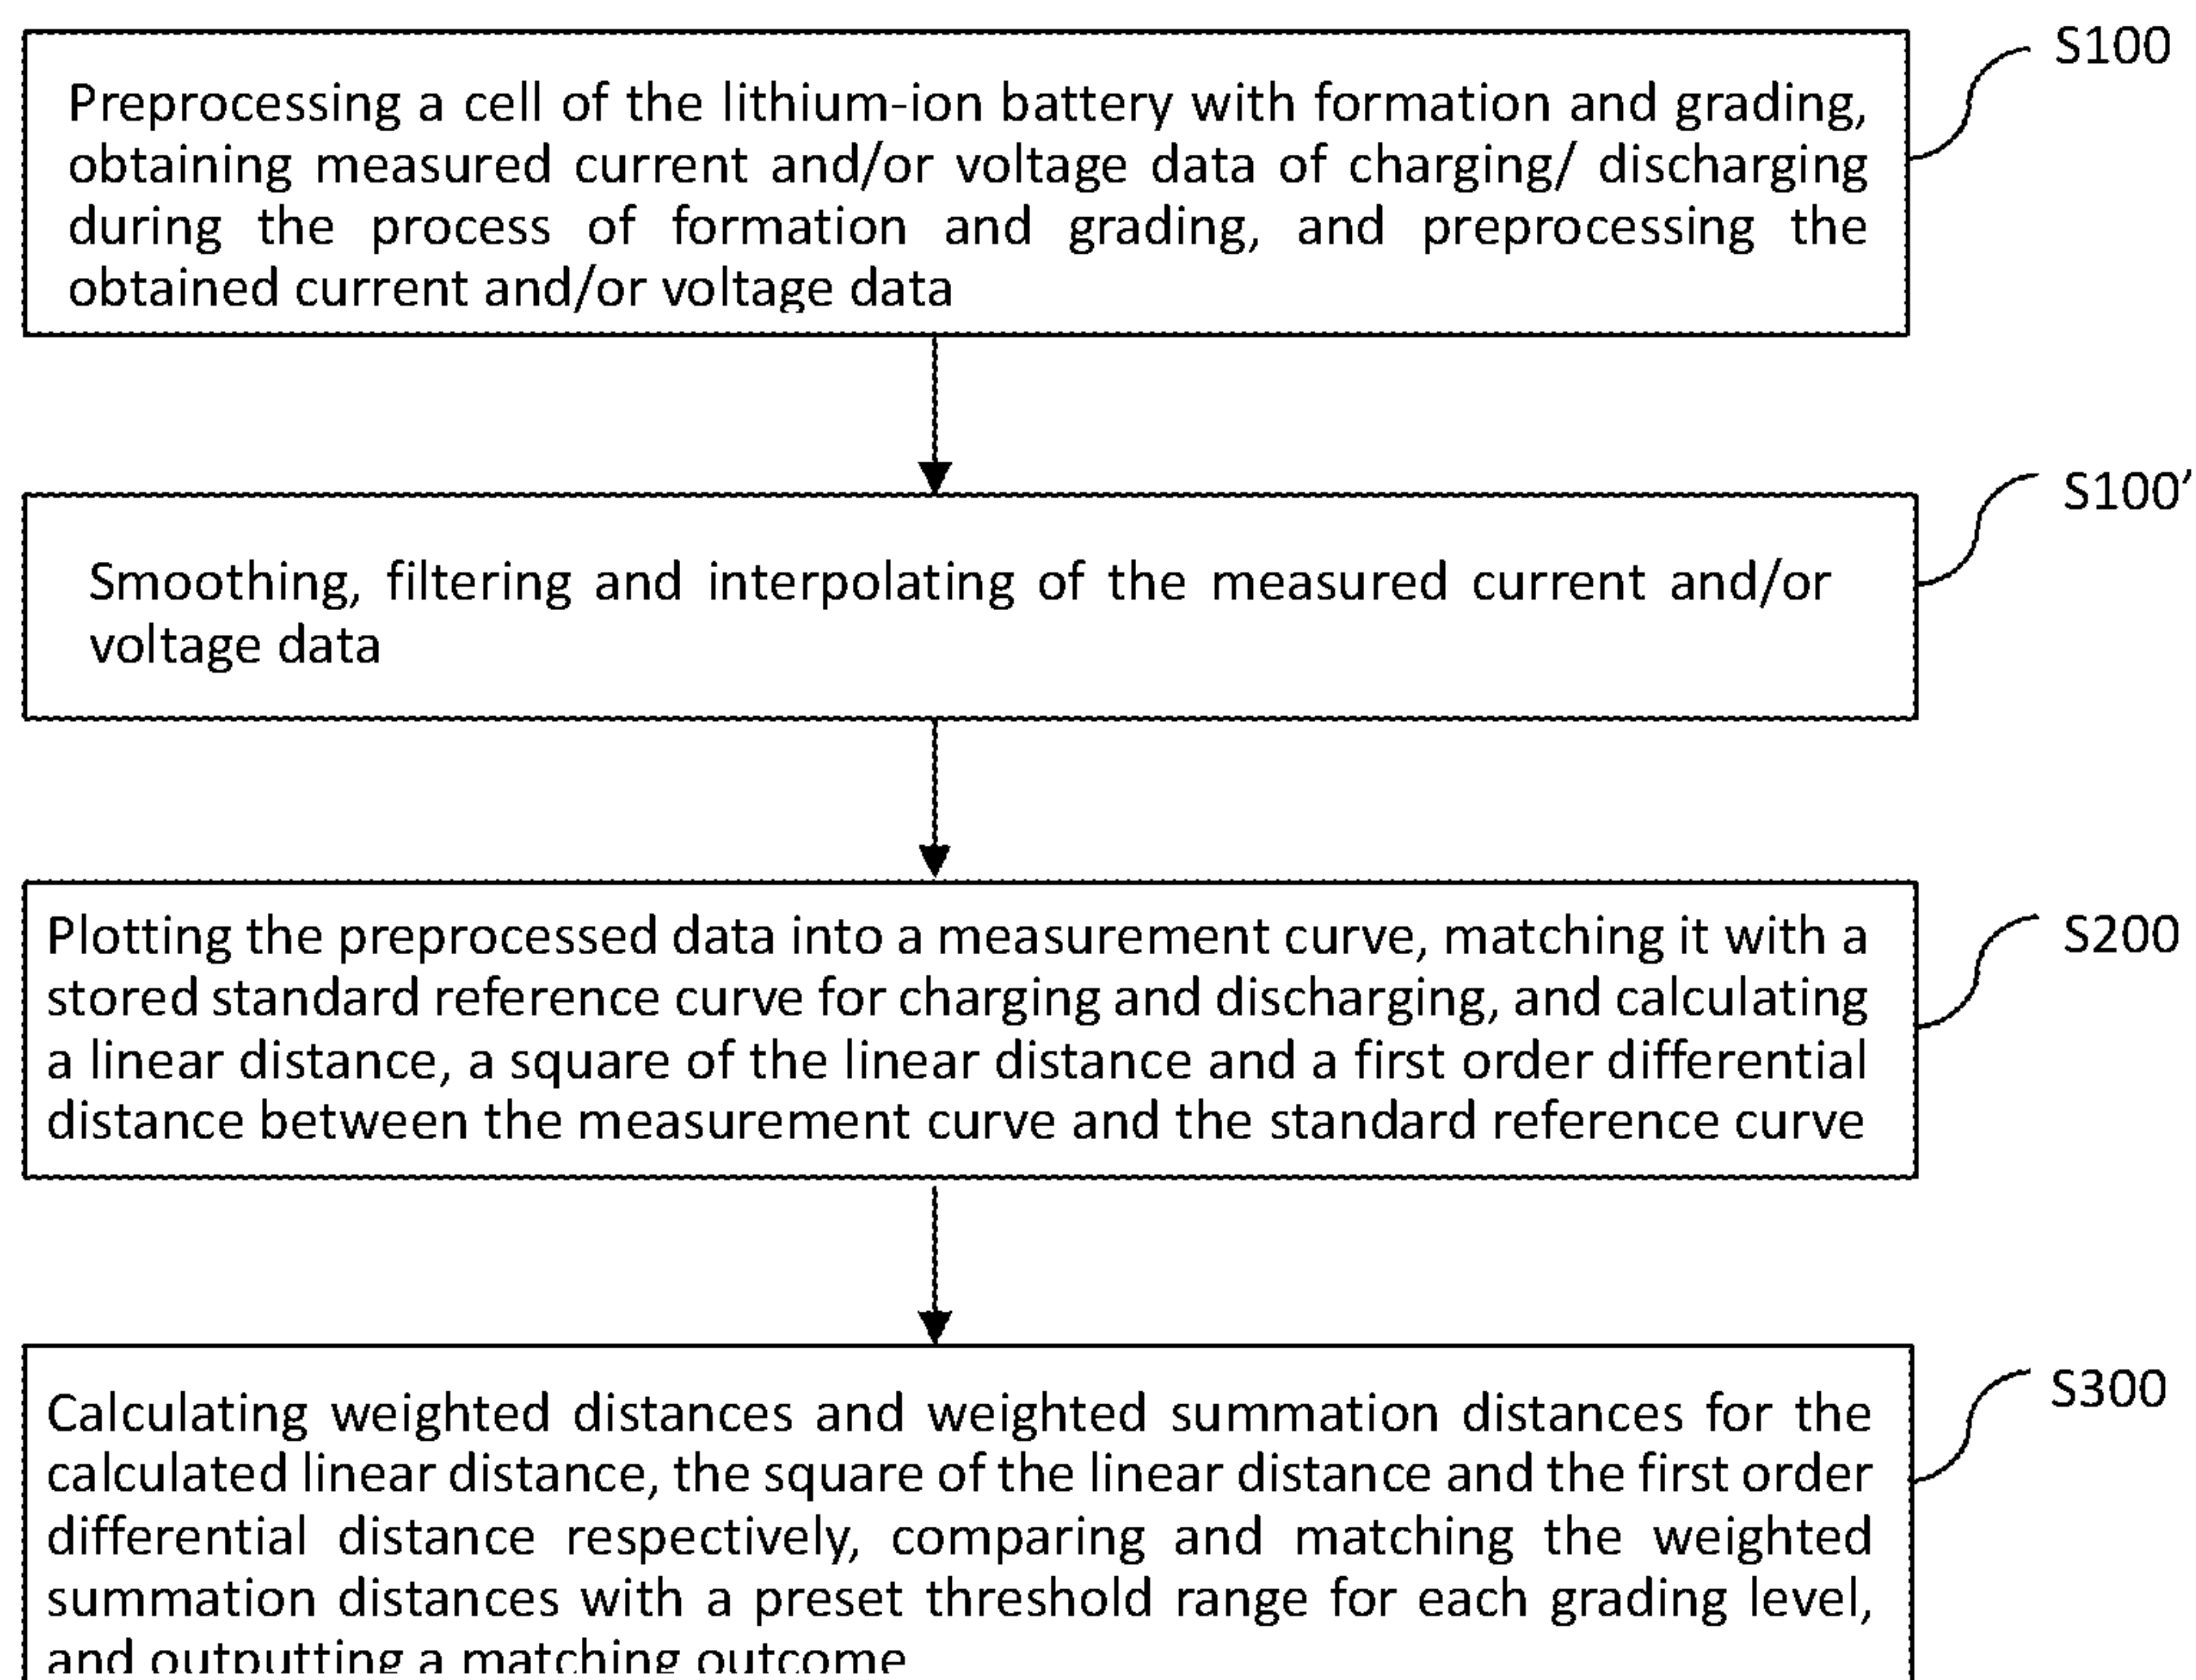 S100
Preprocessing a cell of the lithium-ion battery with formation and grading,
obtaining measured current and/or voltage data of charging/ discharging
during the process of formation and grading, and preprocessing the
obtained current and/or voltage data
S100’
Smoothing, filtering and interpolating of the measured current and/or
voltage data
S200
Plotting the preprocessed data into a measurement curve, matching it with a
stored standard reference curve for charging and discharging, and calculating
a linear distance, a square of the linear distance and a first order differential
distance between the measurement curve and the standard reference curve
S300
Calculating weighted distances and weighted summation distances for the
calculated linear distance, the square of the linear distance and the first order
differential distance respectively, comparing and matching the weighted
summation distances with a preset threshold range for each grading level,
and outputting a matching outcome